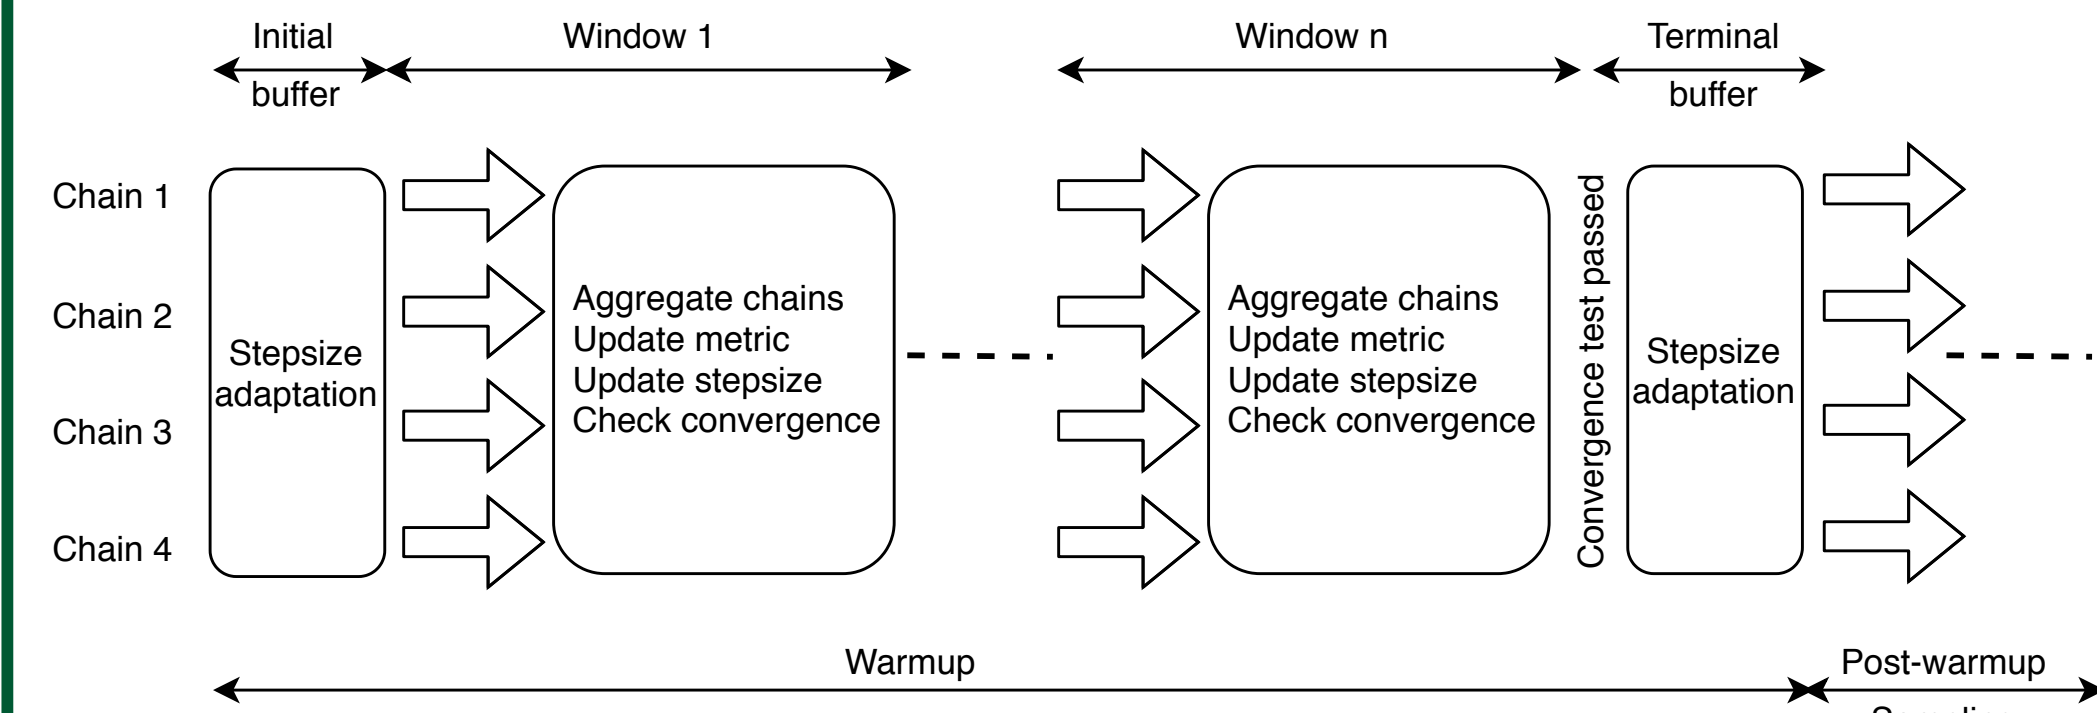 Initial
buffer
Window 1
Window n
Terminal
buffer
Chain 1
Chain 2
Chain 3
Chain 4
Stepsize
adaptation
Aggregate chains
Update metric
Update stepsize
Check convergence
Aggregate chains
Update metric
Update stepsize
Check convergence
Convergence test passed
Stepsize
adaptation
Warmup
Post-warmup